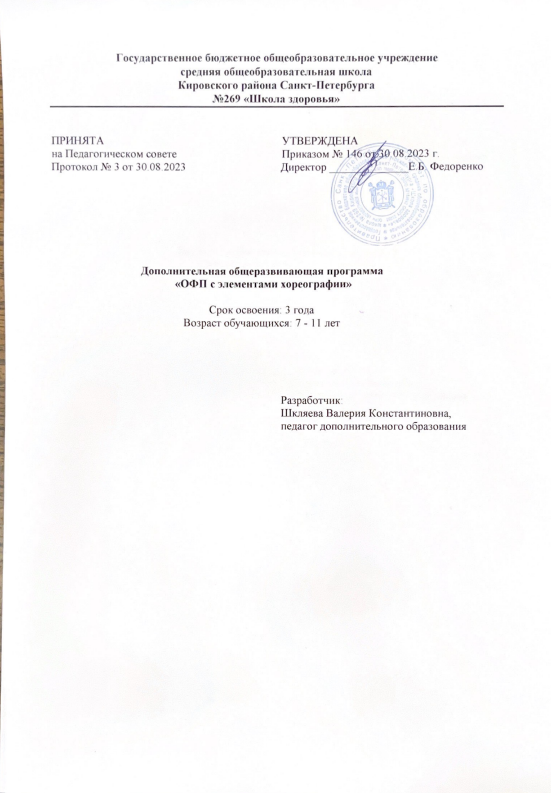 Государственное бюджетное общеобразовательное учреждение
средняя общеобразовательная школа
Кировского района Санкт-Петербурга
№269 «Школа здоровья»
ПРИНЯТА
на Педагогическом совете
Протокол № 3 от 30.08.2023
УТВЕРЖДЕНА
Приказом № 146 от 30.08.2023 г.
Директор ______________ Е.Б. Федоренко
Дополнительная общеразвивающая программа
«ОФП с элементами хореографии»
Срок освоения: 3 года
Возраст обучающихся: 7 - 11 лет
Разработчик:
Шкляева Валерия Константиновна,
педагог дополнительного образования